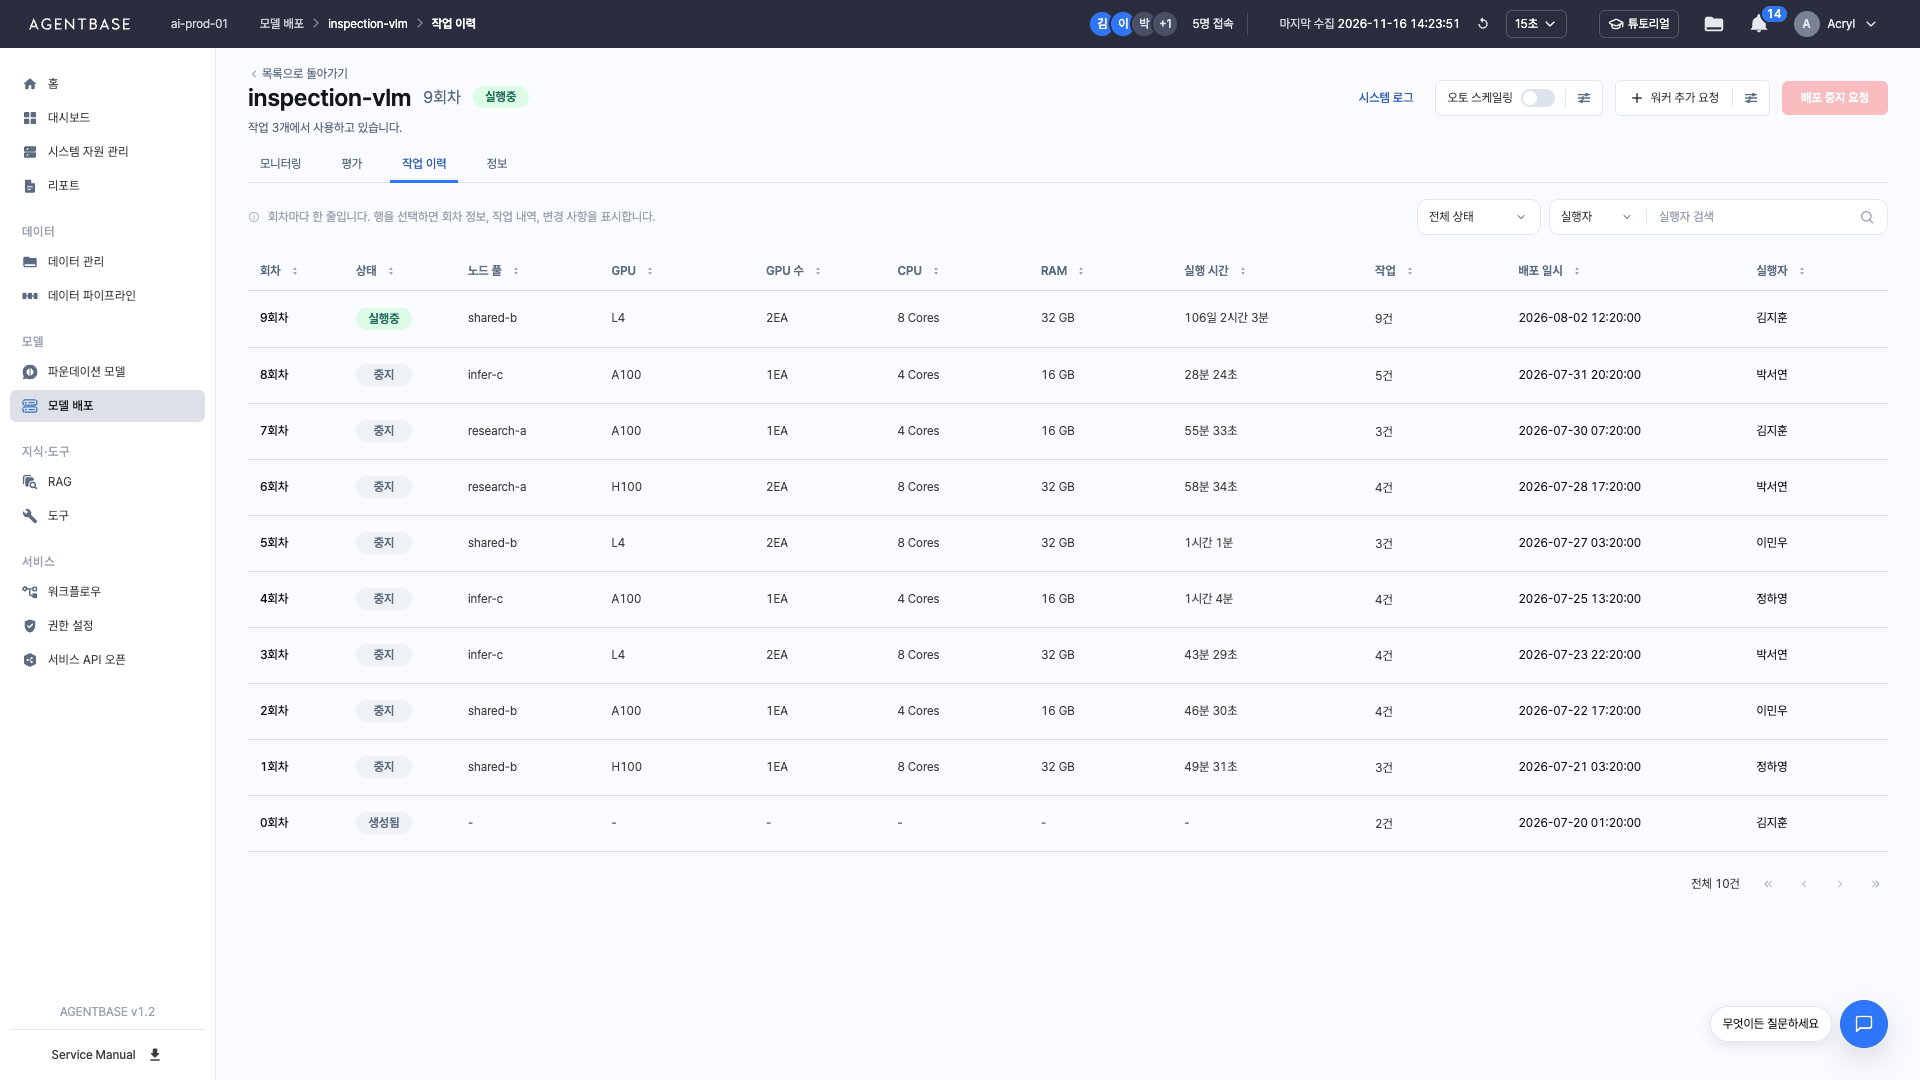 AGENTBASE
ai-prod-01
모델 배포 > inspection-vlm > 작업 이력
김 이 박 +1 5명 접속
마지막 수집 2026-11-16 14:23:51
15초
튜토리얼
14
A Acryl
홈
대시보드
시스템 자원 관리
리포트
데이터
데이터 관리
데이터 파이프라인
모델
파운데이션 모델
모델 배포
지식·도구
RAG
도구
서비스
워크플로우
권한 설정
서비스 API 오픈
AGENTBASE v1.2
Service Manual
목록으로 돌아가기
inspection-vlm 9회차 실행중
작업 3개에서 사용하고 있습니다.
시스템 로그
오토 스케일링
워커 추가 요청
배포 중지 요청
모니터링 평가 작업 이력 정보
회차마다 한 줄입니다. 행을 선택하면 회차 정보, 작업 내역, 변경 사항을 표시합니다.
전체 상태
실행자 실행자 검색
회차 상태 노드 풀 GPU GPU 수 CPU RAM 실행 시간 작업 배포 일시 실행자
9회차 실행중 shared-b L4 2EA 8 Cores 32 GB 106일 2시간 3분 9건 2026-08-02 12:20:00 김지훈
8회차 중지 infer-c A100 1EA 4 Cores 16 GB 28분 24초 5건 2026-07-31 20:20:00 박서연
7회차 중지 research-a A100 1EA 4 Cores 16 GB 55분 33초 3건 2026-07-30 07:20:00 김지훈
6회차 중지 research-a H100 2EA 8 Cores 32 GB 58분 34초 4건 2026-07-28 17:20:00 박서연
5회차 중지 shared-b L4 2EA 8 Cores 32 GB 1시간 1분 3건 2026-07-27 03:20:00 이민우
4회차 중지 infer-c A100 1EA 4 Cores 16 GB 1시간 4분 4건 2026-07-25 13:20:00 정하영
3회차 중지 infer-c L4 2EA 8 Cores 32 GB 43분 29초 4건 2026-07-23 22:20:00 박서연
2회차 중지 shared-b A100 1EA 4 Cores 16 GB 46분 30초 4건 2026-07-22 17:20:00 이민우
1회차 중지 shared-b H100 1EA 8 Cores 32 GB 49분 31초 3건 2026-07-21 03:20:00 정하영
0회차 생성됨 - - - - - - 2건 2026-07-20 01:20:00 김지훈
전체 10건 « ‹ › »
무엇이든 질문하세요